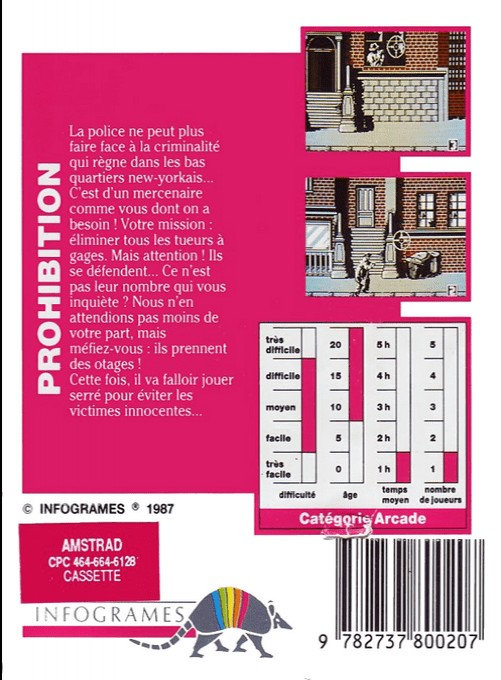 PROHIBITION
La police ne peut plus
faire face à la criminalité
qui règne dans les bas
quartiers new-yorkais...
C'est d'un mercenaire
comme vous dont on a
besoin ! Votre mission :
éliminer tous les tueurs à
gages. Mais attention ! Ils
se défendent... Ce n'est
pas leur nombre qui vous
inquiète ? Nous n'en
attendions pas moins de
votre part, mais
méfiez-vous : ils prennent
des otages !
Cette fois, il va falloir jouer
serré pour éviter les
victimes innocentes...
3
2
très difficile 20 5 h 5
difficile 15 4 h 4
moyen 10 3 h 3
facile 5 2 h 2
très facile 0 1 h 1
difficulté âge temps moyen nombre de joueurs
Catégorie Arcade
© INFOGRAMES ® 1987
AMSTRAD
CPC 464-664-6128
CASSETTE
INFOGRAMES
9 782737 800207